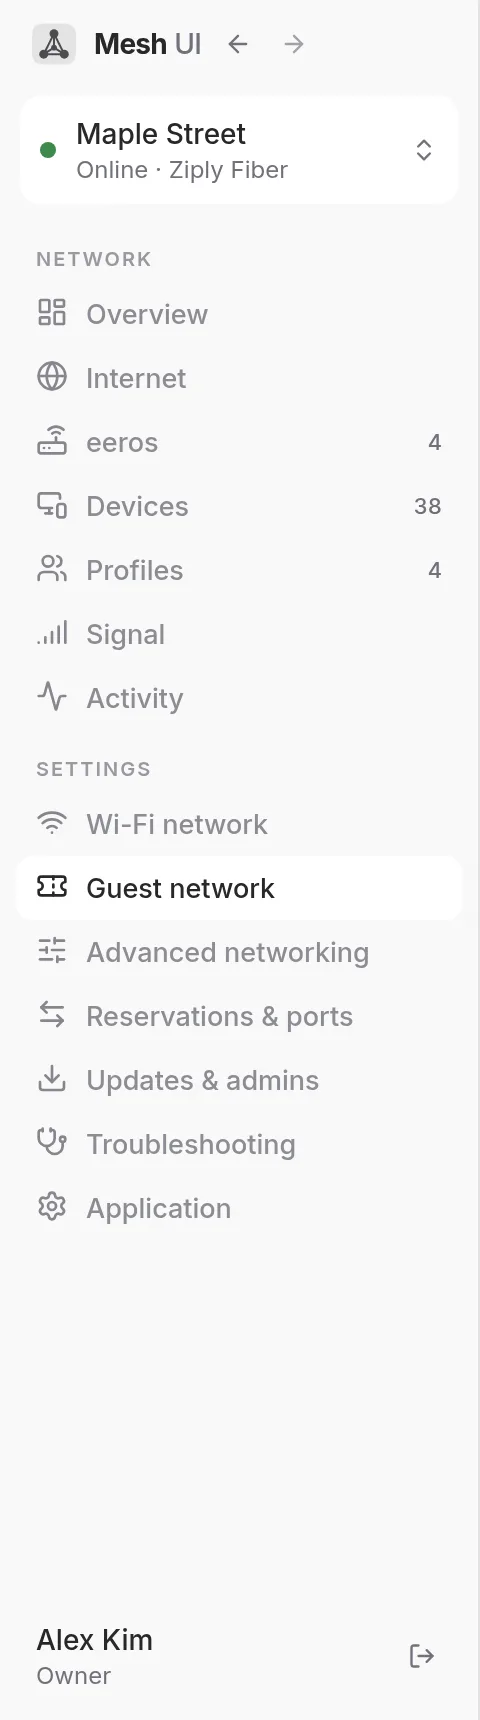 Mesh UI
Maple Street
Online · Ziply Fiber
NETWORK
Overview
Internet
eeros 4
Devices 38
Profiles 4
Signal
Activity
SETTINGS
Wi-Fi network
Guest network
Advanced networking
Reservations & ports
Updates & admins
Troubleshooting
Application
Alex Kim
Owner